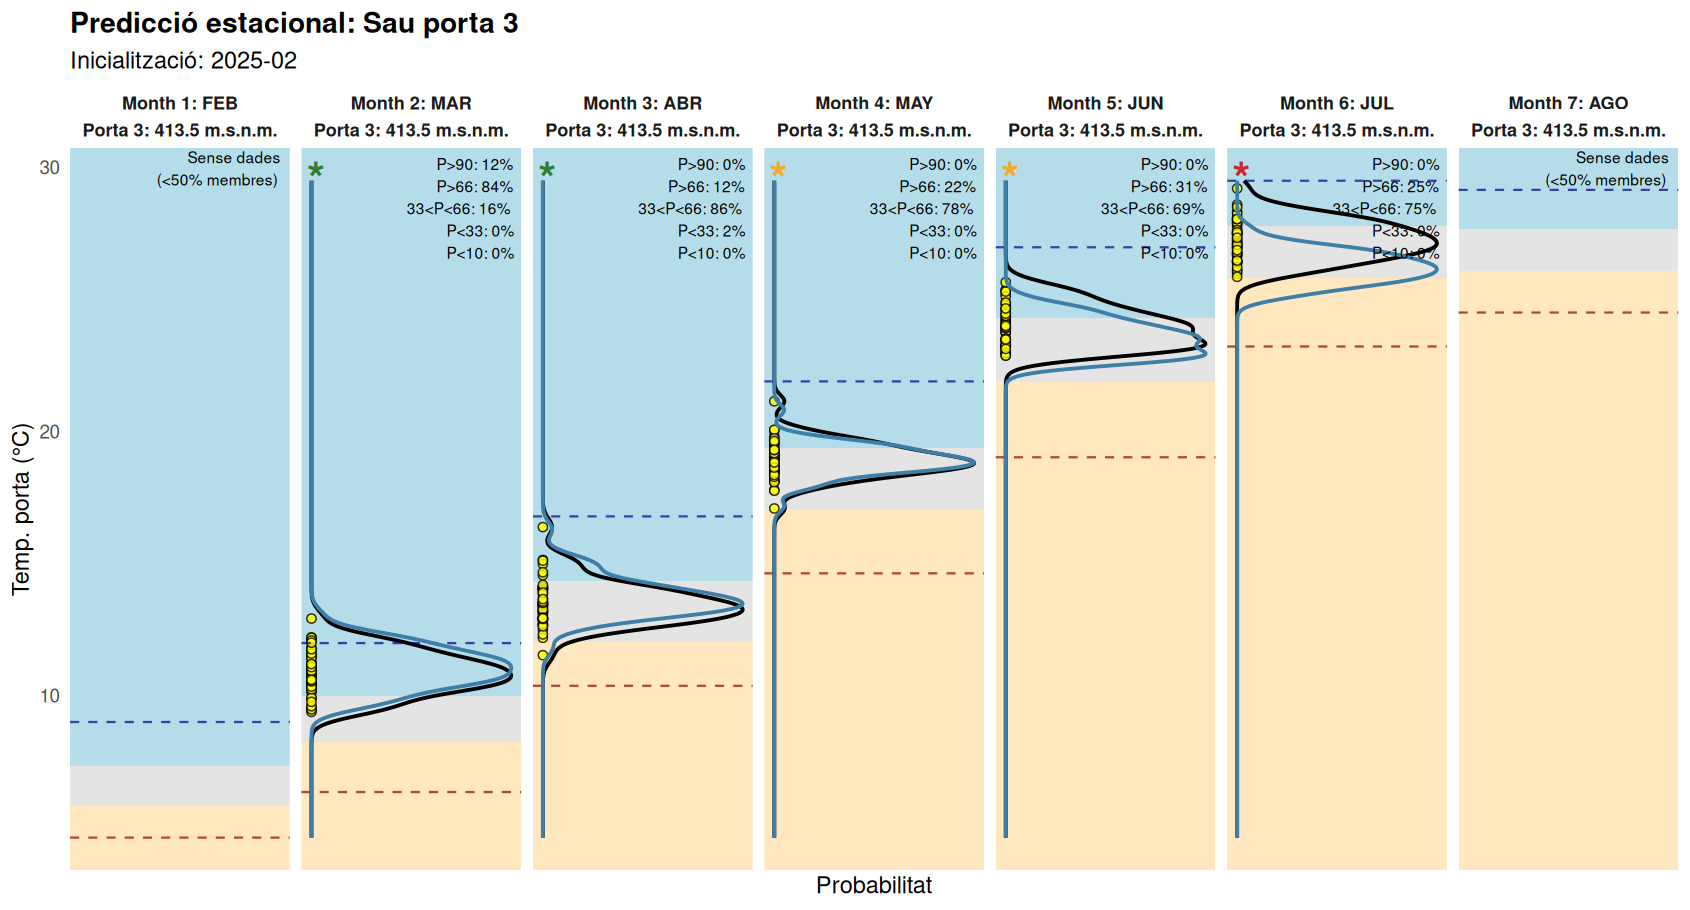 Predicció estacional: Sau porta 3
Inicialització: 2025-02
Month 1: FEB
Porta 3: 413.5 m.s.n.m.
Sense dades
(<50% membres)
Month 2: MAR
Porta 3: 413.5 m.s.n.m.
*
P>90: 12%
P>66: 84%
33<P<66: 16%
P<33: 0%
P<10: 0%
Month 3: ABR
Porta 3: 413.5 m.s.n.m.
*
P>90: 0%
P>66: 12%
33<P<66: 86%
P<33: 2%
P<10: 0%
Month 4: MAY
Porta 3: 413.5 m.s.n.m.
*
P>90: 0%
P>66: 22%
33<P<66: 78%
P<33: 0%
P<10: 0%
Month 5: JUN
Porta 3: 413.5 m.s.n.m.
*
P>90: 0%
P>66: 31%
33<P<66: 69%
P<33: 0%
P<10: 0%
Month 6: JUL
Porta 3: 413.5 m.s.n.m.
*
P>90: 0%
P>66: 25%
33<P<66: 75%
P<33: 0%
P<10: 0%
Month 7: AGO
Porta 3: 413.5 m.s.n.m.
Sense dades
(<50% membres)
30
20
10
Temp. porta (°C)
Probabilitat